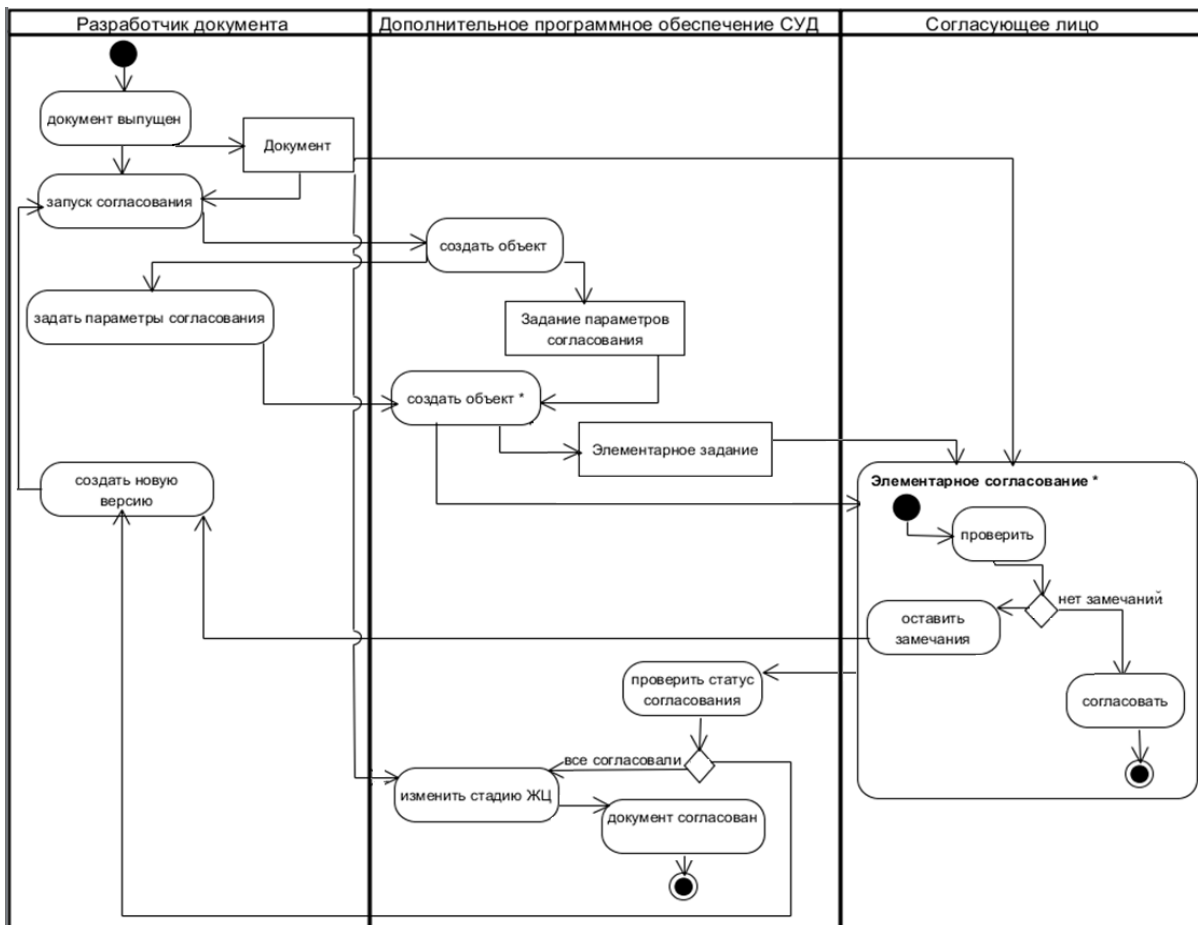 Разработчик документа
Дополнительное программное обеспечение СУД
Согласующее лицо
документ выпущен
Документ
запуск согласования
создать объект
задать параметры согласования
Задание параметров
согласования
создать объект *
Элементарное задание
создать новую
версию
Элементарное согласование *
проверить
нет замечаний
оставить
замечания
проверить статус
согласования
согласовать
все согласовали
изменить стадию ЖЦ
документ согласован